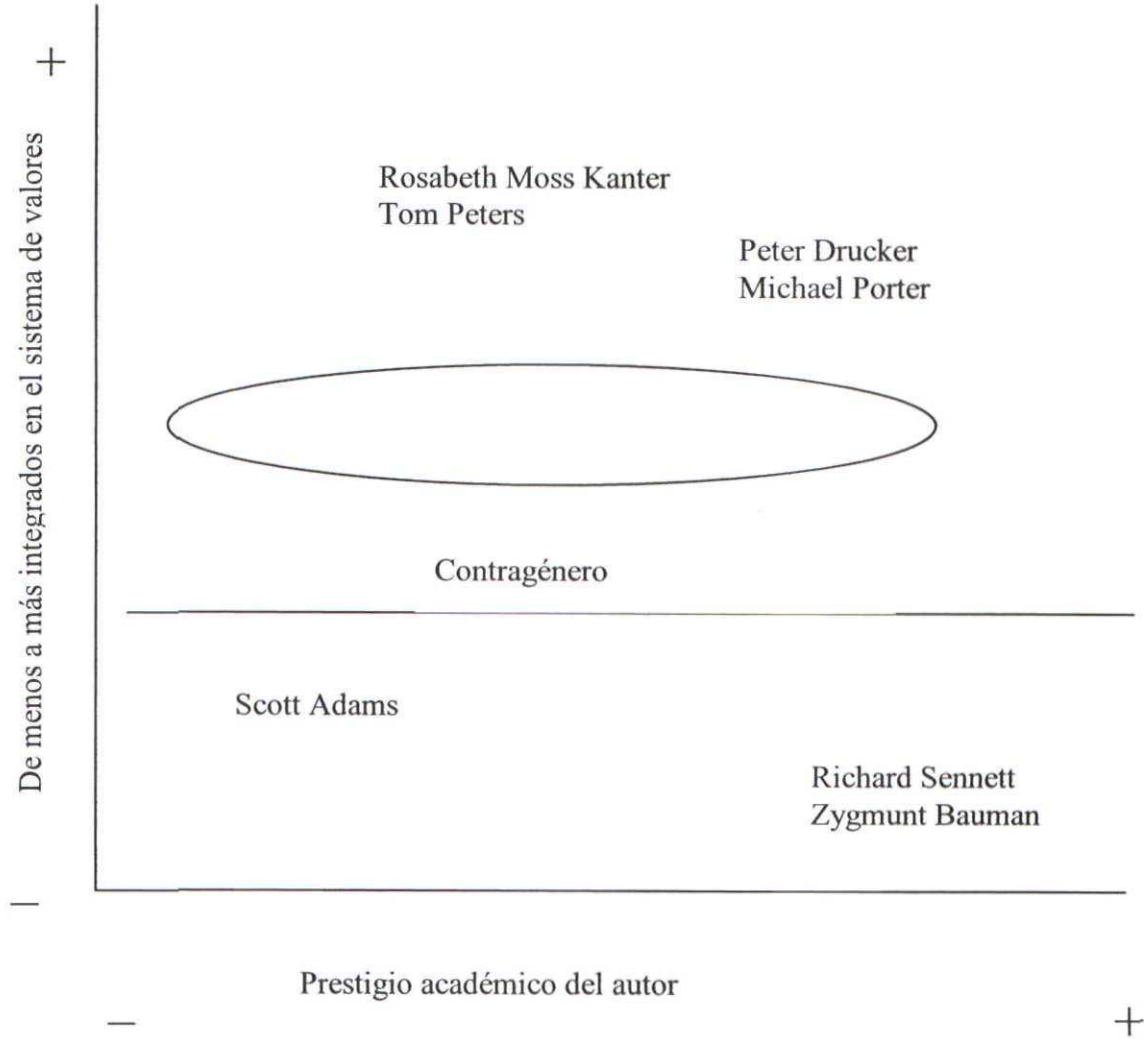 +
De menos a más integrados en el sistema de valores
Rosabeth Moss Kanter
Tom Peters
Peter Drucker
Michael Porter
Contragénero
Scott Adams
Richard Sennett
Zygmunt Bauman
—
Prestigio académico del autor
— +